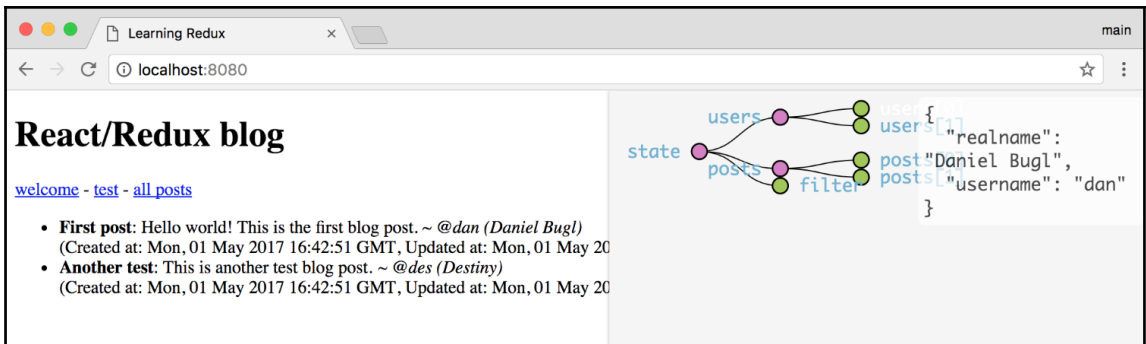 Learning Redux
main
localhost:8080
React/Redux blog
welcome - test - all posts
First post: Hello world! This is the first blog post. ~ @dan (Daniel Bugl)
(Created at: Mon, 01 May 2017 16:42:51 GMT, Updated at: Mon, 01 May 20
Another test: This is another test blog post. ~ @des (Destiny)
(Created at: Mon, 01 May 2017 16:42:51 GMT, Updated at: Mon, 01 May 20
state
users
posts
filter
users[1]
{
"realname":
"Daniel Bugl",
"username": "dan"
}